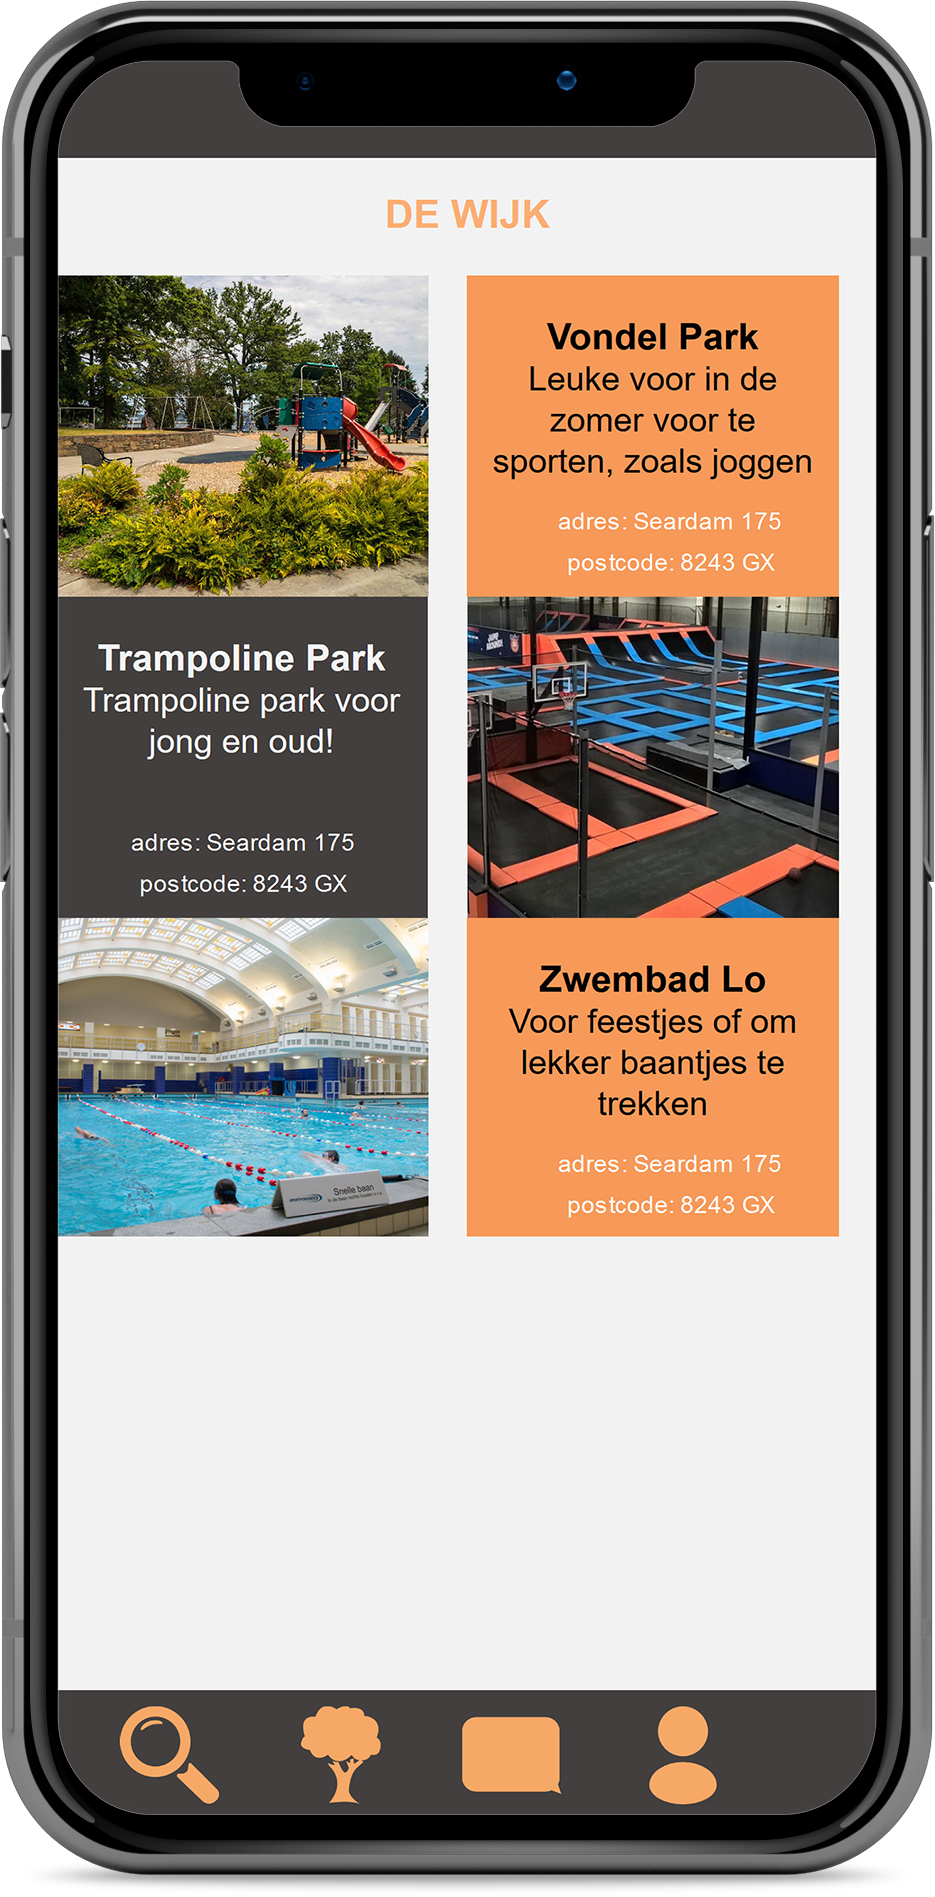 DE WIJK
Vondel Park
Leuke voor in de
zomer voor te
sporten, zoals joggen
adres: Seardam 175
postcode: 8243 GX
Trampoline Park
Trampoline park voor
jong en oud!
adres: Seardam 175
postcode: 8243 GX
JUMP
Zwembad Lo
Voor feestjes of om
lekker baantjes te
trekken
adres: Seardam 175
postcode: 8243 GX
Snelle baan